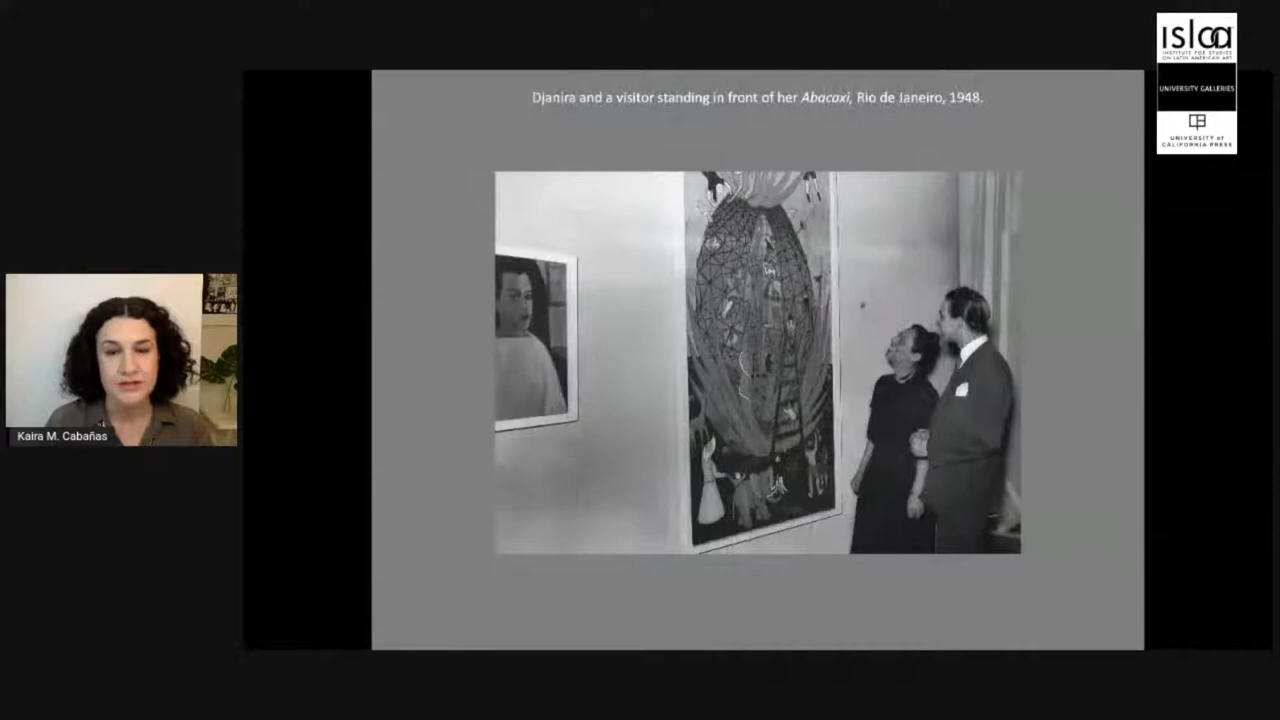 Djanira and a visitor standing in front of her Abacaxi, Rio de Janeiro, 1948.
islaa
INSTITUTE FOR STUDIES
ON LATIN AMERICAN ART
UNIVERSITY GALLERIES
UNIVERSITY of
CALIFORNIA PRESS
Kaira M. Cabañas